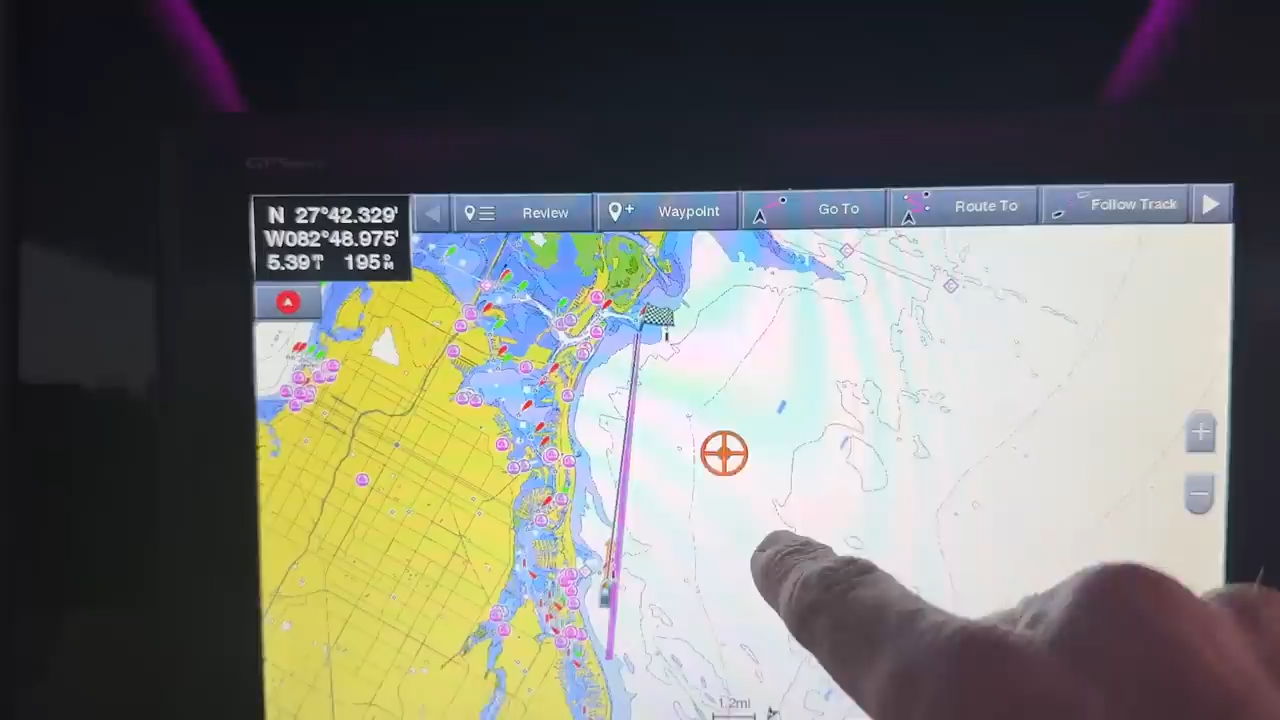 N 27°42.329'
W082°48.975'
5.39 195
Review
Waypoint
Go To
Route To
Follow Track
1.2mi